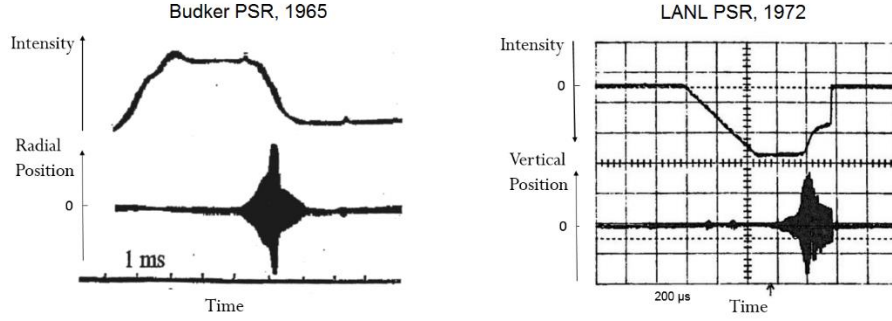 Budker PSR, 1965
Intensity
Radial
Position
0
1 ms
Time
LANL PSR, 1972
Intensity
0
Vertical
Position
0
200 µs
Time